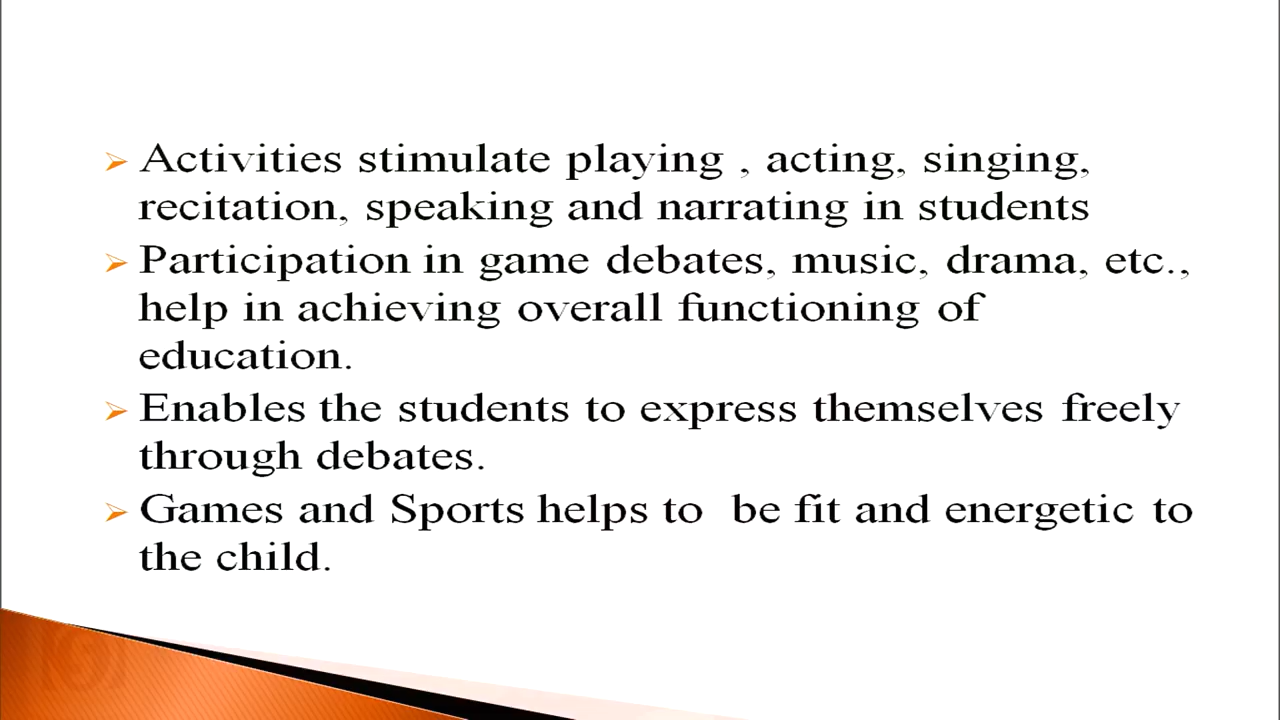 Activities stimulate playing , acting, singing,
recitation, speaking and narrating in students
Participation in game debates, music, drama, etc.,
help in achieving overall functioning of
education.
Enables the students to express themselves freely
through debates.
Games and Sports helps to  be fit and energetic to
the child.